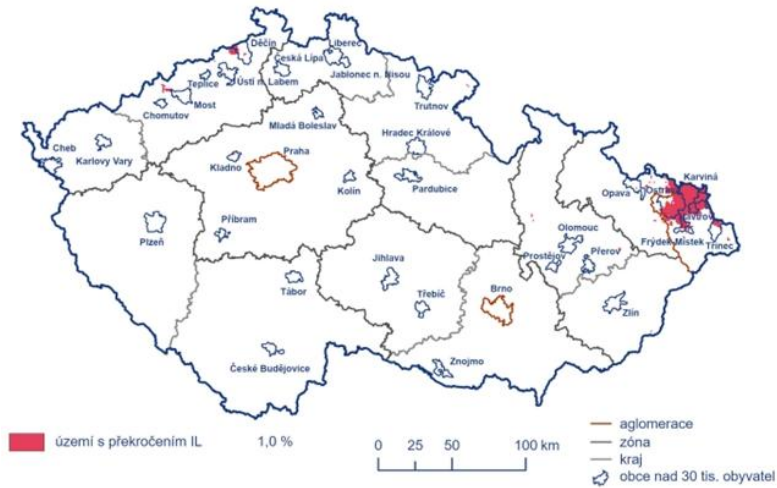 Děčín
Liberec
Česká Lípa
Jablonec n. Nisou
Teplice
Ústí n. Labem
Most
Chomutov
Trutnov
Mladá Boleslav
Cheb
Karlovy Vary
Hradec Králové
Praha
Kladno
Kolín
Pardubice
Karviná
Opava
Příbram
Plzeň
Olomouc
Frýdek Místek
Třinec
Jihlava
Prostějov
Přerov
Tábor
Třebíč
Brno
Zlín
České Budějovice
Znojmo
území s překročením IL 1,0 %
0 25 50 100 km
aglomerace
zóna
kraj
obce nad 30 tis. obyvatel